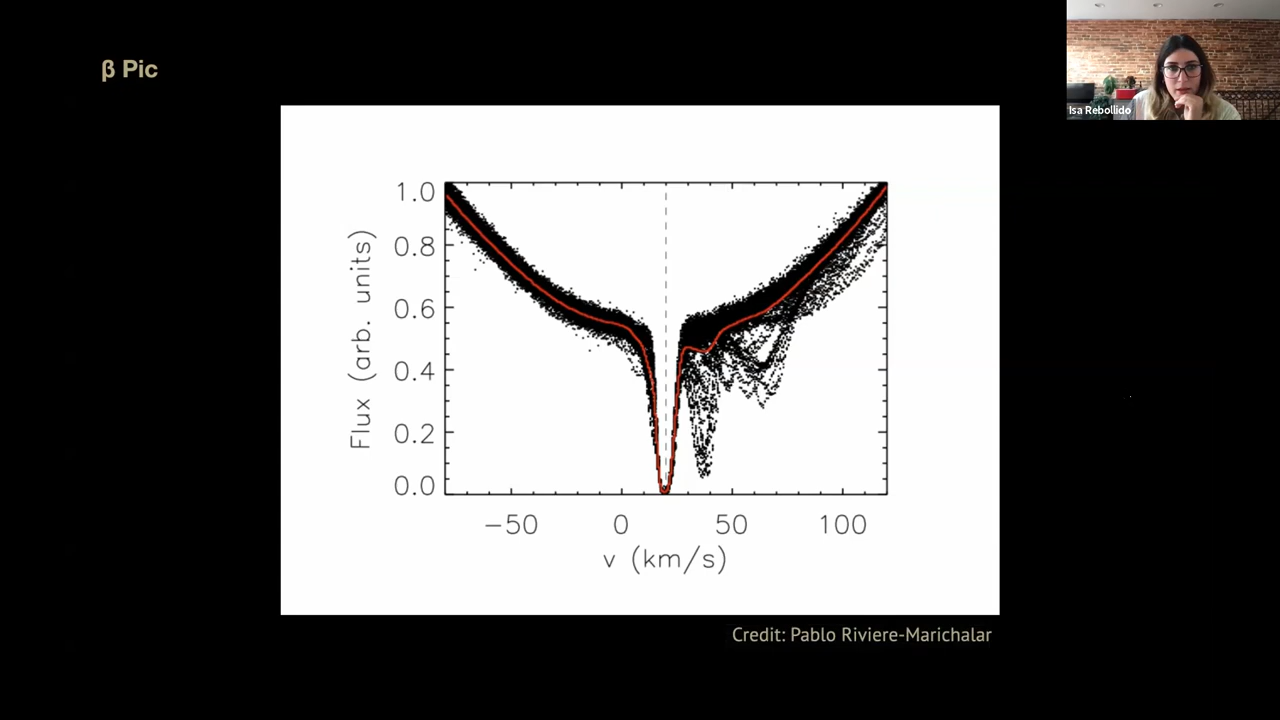 β Pic
Isa Rebollido
1.0
0.8
0.6
0.4
0.2
0.0
Flux (arb. units)
−50 0 50 100
v (km/s)
Credit: Pablo Riviere-Marichalar